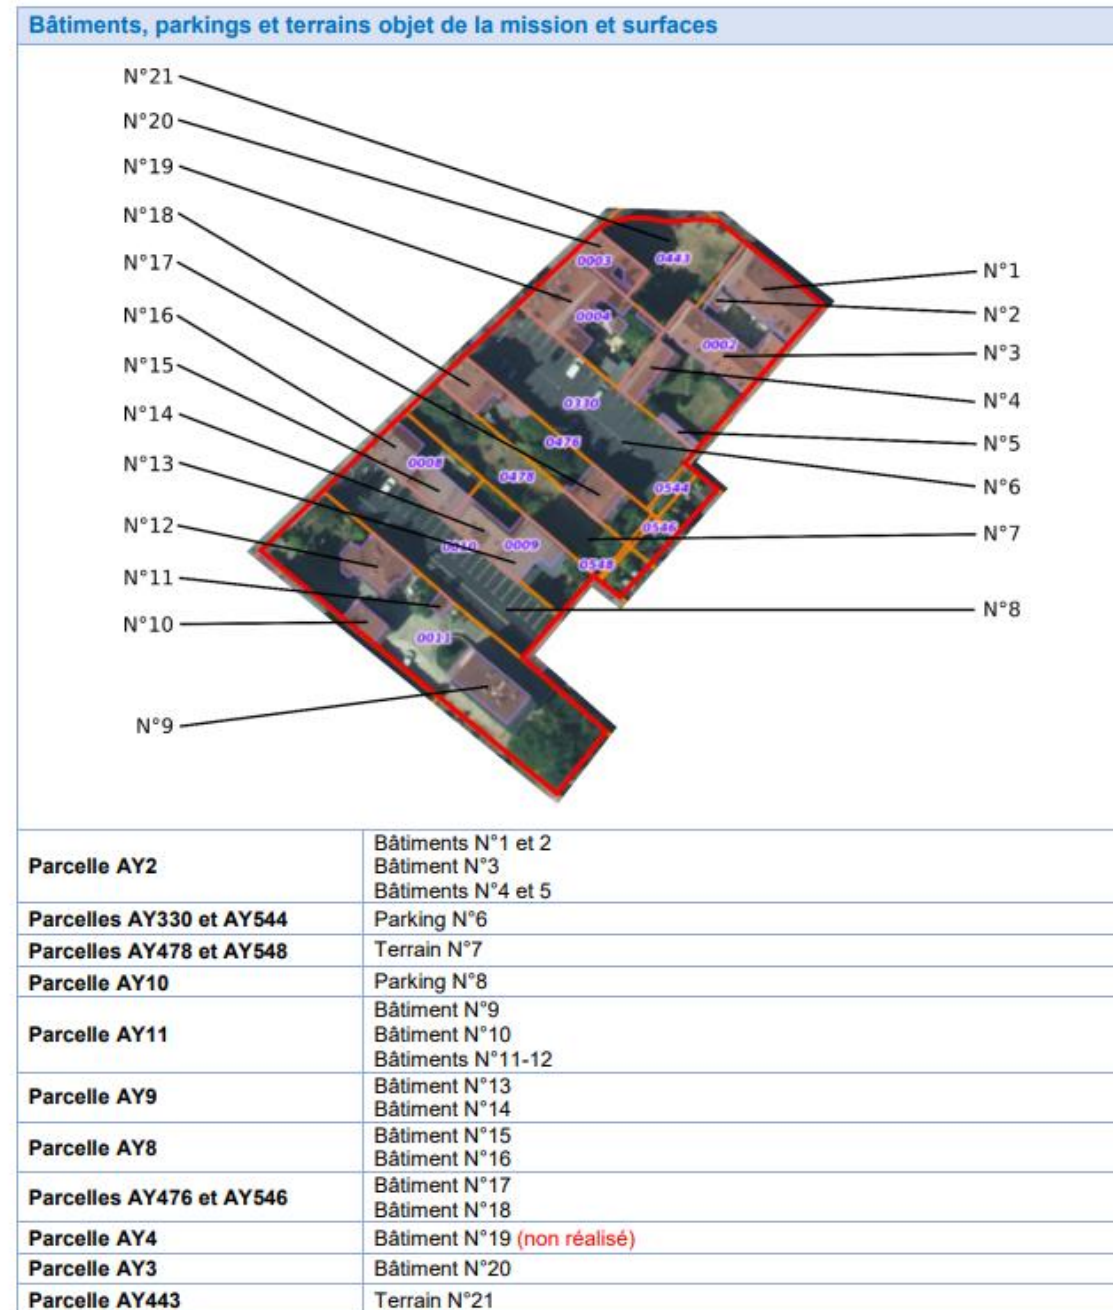 Bâtiments, parkings et terrains objet de la mission et surfaces
N°21
N°20
N°19
N°18
N°17
N°16
N°15
N°14
N°13
N°12
N°11
N°10
N°9
0003
0443
0004
0002
0330
0476
0008
0478
0544
0546
0010
0009
0548
0011
N°1
N°2
N°3
N°4
N°5
N°6
N°7
N°8
Parcelle AY2
Bâtiments N°1 et 2
Bâtiment N°3
Bâtiments N°4 et 5
Parcelles AY330 et AY544
Parking N°6
Parcelles AY478 et AY548
Terrain N°7
Parcelle AY10
Parking N°8
Parcelle AY11
Bâtiment N°9
Bâtiment N°10
Bâtiments N°11-12
Parcelle AY9
Bâtiment N°13
Bâtiment N°14
Parcelle AY8
Bâtiment N°15
Bâtiment N°16
Parcelles AY476 et AY546
Bâtiment N°17
Bâtiment N°18
Parcelle AY4
Bâtiment N°19 (non réalisé)
Parcelle AY3
Bâtiment N°20
Parcelle AY443
Terrain N°21